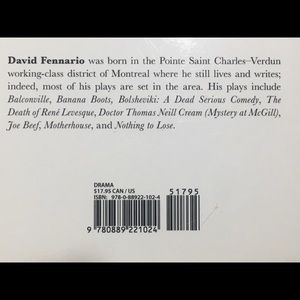 David Fennario was born in the Pointe Saint Charles–Verdun
working-class district of Montreal where he still lives and writes;
indeed, most of his plays are set in the area. His plays include
Balconville, Banana Boots, Bolsheviki: A Dead Serious Comedy, The
Death of René Levesque, Doctor Thomas Neill Cream (Mystery at McGill),
Joe Beef, Motherhouse, and Nothing to Lose.
DRAMA
$17.95 CAN / US
ISBN: 978-0-88922-102-4
51795
9 780889 221024